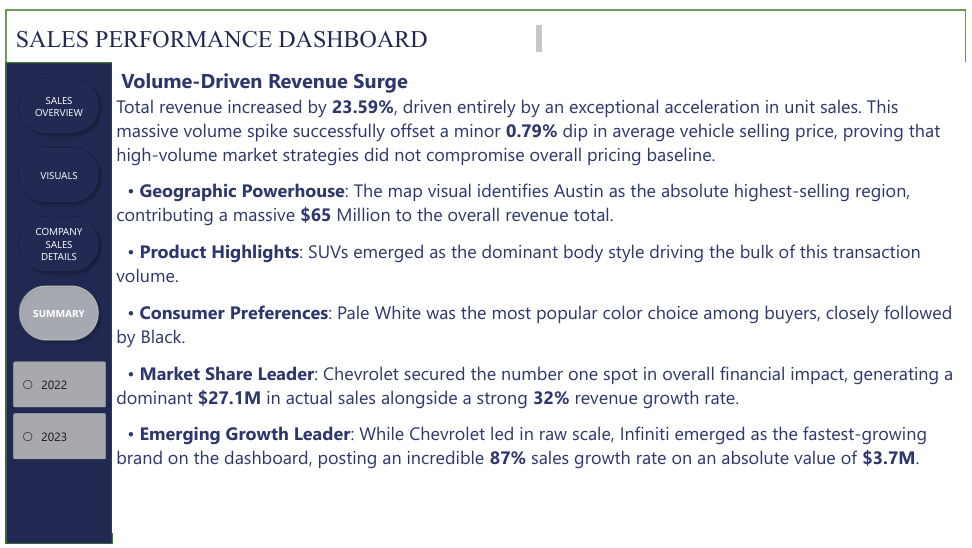 SALES PERFORMANCE DASHBOARD
SALES
OVERVIEW
VISUALS
COMPANY
SALES
DETAILS
SUMMARY
2022
2023
Volume-Driven Revenue Surge
Total revenue increased by 23.59%, driven entirely by an exceptional acceleration in unit sales. This
massive volume spike successfully offset a minor 0.79% dip in average vehicle selling price, proving that
high-volume market strategies did not compromise overall pricing baseline.
• Geographic Powerhouse: The map visual identifies Austin as the absolute highest-selling region,
contributing a massive $65 Million to the overall revenue total.
• Product Highlights: SUVs emerged as the dominant body style driving the bulk of this transaction
volume.
• Consumer Preferences: Pale White was the most popular color choice among buyers, closely followed
by Black.
• Market Share Leader: Chevrolet secured the number one spot in overall financial impact, generating a
dominant $27.1M in actual sales alongside a strong 32% revenue growth rate.
• Emerging Growth Leader: While Chevrolet led in raw scale, Infiniti emerged as the fastest-growing
brand on the dashboard, posting an incredible 87% sales growth rate on an absolute value of $3.7M.